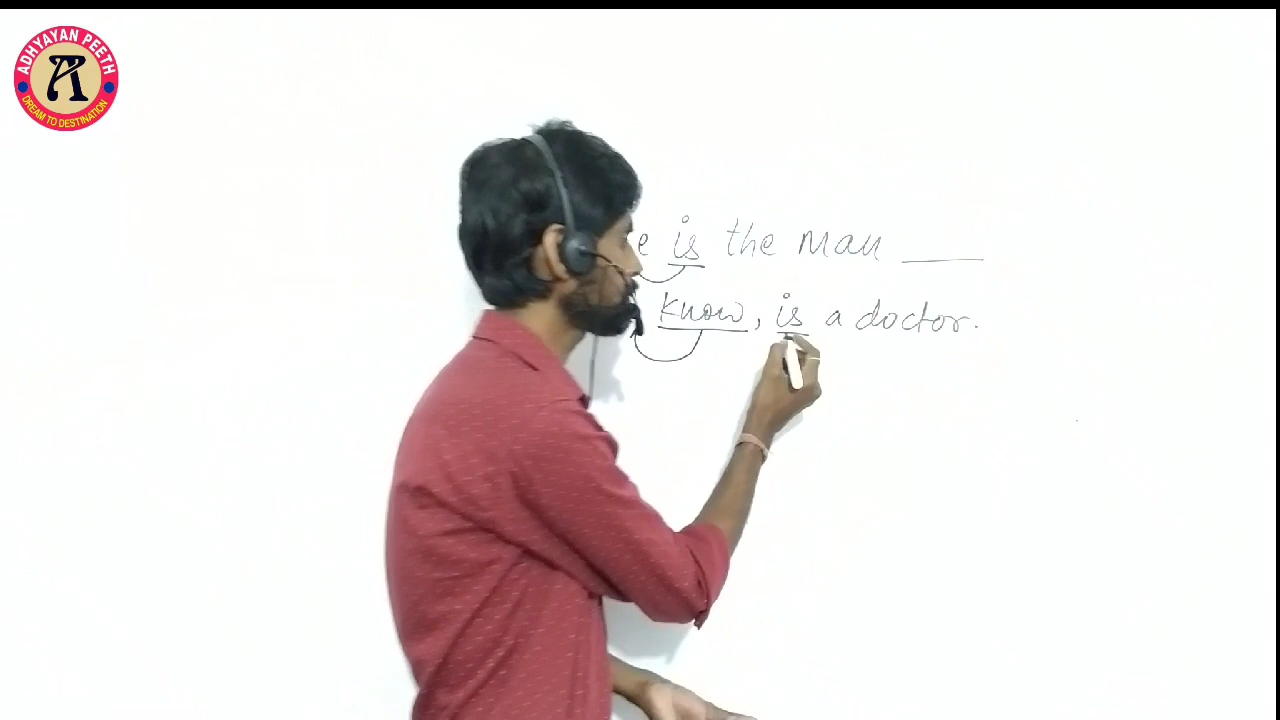 ADHYAYAN PEETH
A
DREAM TO DESTINATION
e is the man ____
know, is a doctor.